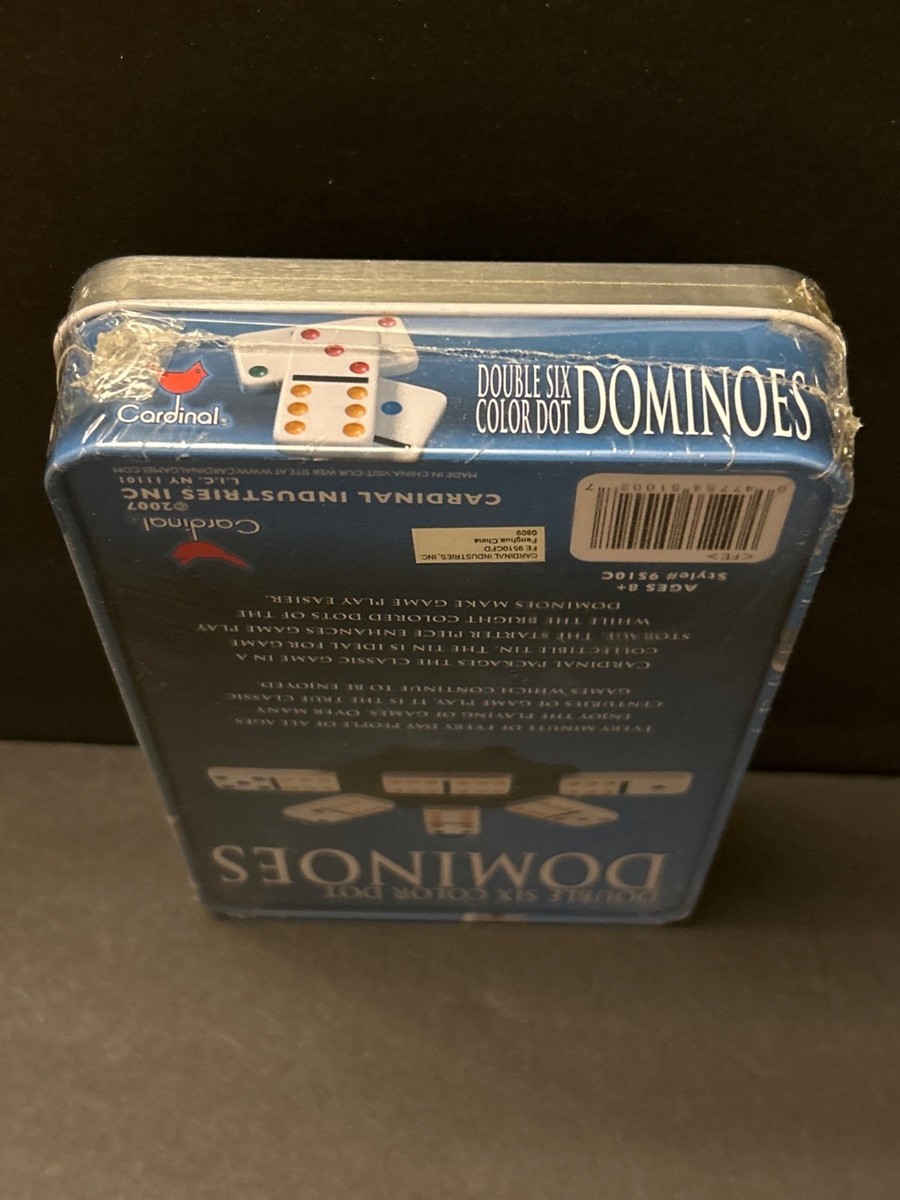 Cardinal®
DOUBLE SIX
COLOR DOT
DOMINOES
DOUBLE SIX COLOR DOT
DOMINOES
EVERY MINUTE OF EVERY DAY PEOPLE OF ALL AGES
ENJOY THE PLAYING OF GAMES. OVER MANY
CENTURIES OF GAME PLAY, IT IS THE TRUE CLASSIC
GAMES WHICH CONTINUE TO BE ENJOYED.
CARDINAL PACKAGES THE CLASSIC GAME IN A
COLLECTIBLE TIN. THE TIN IS IDEAL FOR GAME
STORAGE. THE STARTER PIECE ENHANCES GAME PLAY
WHILE THE BRIGHT COLORED DOTS OF THE
DOMINOES MAKE GAME PLAY EASIER.
AGES 8+
Style# 9510C
<FE>
0 47754 51002 7
CARDINAL INDUSTRIES, INC.
FE 9510CFD
Fenghua, China
0809
Cardinal
©2007
CARDINAL INDUSTRIES INC
L.I.C. NY 11101
MADE IN CHINA VISIT OUR WEB SITE AT WWW.CARDINALGAMES.COM